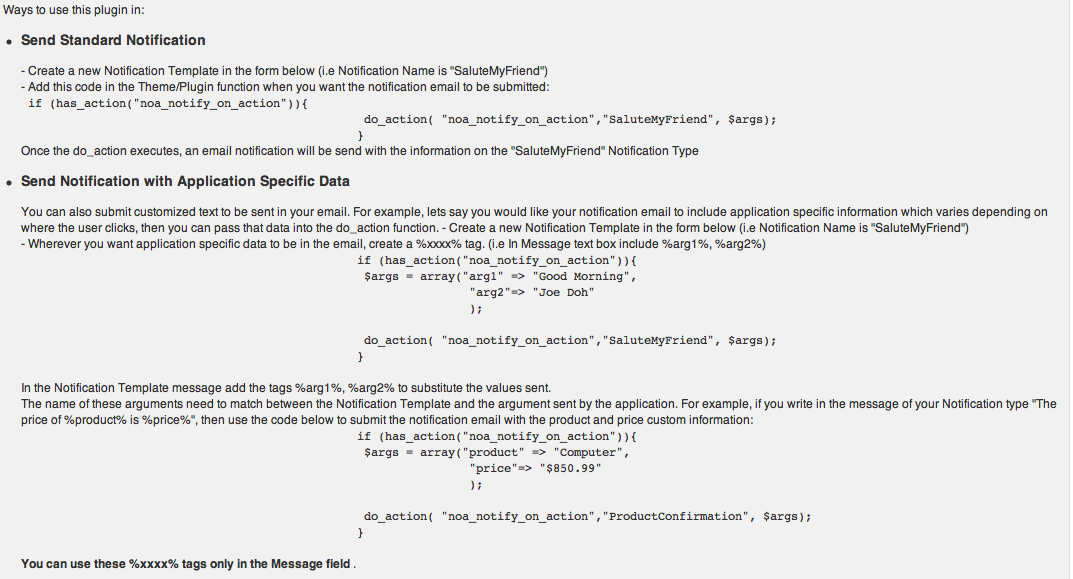 Ways to use this plugin in:
• Send Standard Notification
- Create a new Notification Template in the form below (i.e Notification Name is "SaluteMyFriend")
- Add this code in the Theme/Plugin function when you want the notification email to be submitted:
if (has_action("noa_notify_on_action")){
do_action( "noa_notify_on_action","SaluteMyFriend", $args);
}
Once the do_action executes, an email notification will be send with the information on the "SaluteMyFriend" Notification Type
• Send Notification with Application Specific Data
You can also submit customized text to be sent in your email. For example, lets say you would like your notification email to include application specific information which varies depending on
where the user clicks, then you can pass that data into the do_action function. - Create a new Notification Template in the form below (i.e Notification Name is "SaluteMyFriend")
- Wherever you want application specific data to be in the email, create a %xxxx% tag. (i.e In Message text box include %arg1%, %arg2%)
if (has_action("noa_notify_on_action")){
$args = array("arg1" => "Good Morning",
"arg2"=> "Joe Doh"
);
do_action( "noa_notify_on_action","SaluteMyFriend", $args);
}
In the Notification Template message add the tags %arg1%, %arg2% to substitute the values sent.
The name of these arguments need to match between the Notification Template and the argument sent by the application. For example, if you write in the message of your Notification type "The
price of %product% is %price%", then use the code below to submit the notification email with the product and price custom information:
if (has_action("noa_notify_on_action")){
$args = array("product" => "Computer",
"price"=> "$850.99"
);
do_action( "noa_notify_on_action","ProductConfirmation", $args);
}
You can use these %xxxx% tags only in the Message field .